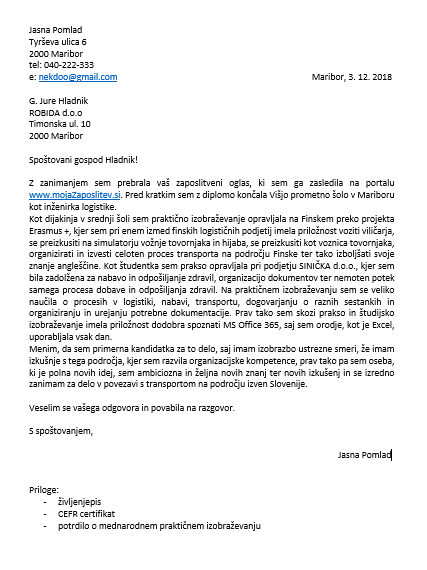 Jasna Pomlad
Tyrševa ulica 6
2000 Maribor
tel: 040-222-333
e: nekdoo@gmail.com
Maribor, 3. 12. 2018
G. Jure Hladnik
ROBIDA d.o.o
Timonska ul. 10
2000 Maribor
Spoštovani gospod Hladnik!
Z zanimanjem sem prebrala vaš zaposlitveni oglas, ki sem ga zasledila na portalu
www.mojaZaposlitev.si. Pred kratkim sem z diplomo končala Višjo prometno šolo v Mariboru
kot inženirka logistike.
Kot dijakinja v srednji šoli sem praktično izobraževanje opravljala na Finskem preko projekta
Erasmus +, kjer sem pri enem izmed finskih logističnih podjetij imela priložnost voziti viličarja,
se preizkusiti na simulatorju vožnje tovornjaka in hijaba, se preizkusiti kot voznica tovornjaka,
organizirati in izvesti celoten proces transporta na področju Finske ter tako izboljšati svoje
znanje angleščine. Kot študentka sem prakso opravljala pri podjetju SINIČKA d.o.o., kjer sem
bila zadolžena za nabavo in odpošiljanje zdravil, organizacijo dokumentov ter nemoten potek
samega procesa dobave in odpošiljanja zdravil. Na praktičnem izobraževanju sem se veliko
naučila o procesih v logistiki, nabavi, transportu, dogovarjanju o raznih sestankih in
organiziranju in urejanju potrebne dokumentacije. Prav tako sem skozi prakso in študijsko
izobraževanje imela priložnost dodobra spoznati MS Office 365, saj sem orodje, kot je Excel,
uporabljala vsak dan.
Menim, da sem primerna kandidatka za to delo, saj imam izobrazbo ustrezne smeri, že imam
izkušnje s tega področja, kjer sem razvila organizacijske kompetence, prav tako pa sem oseba,
ki je polna novih idej, sem ambiciozna in željna novih znanj ter novih izkušenj in se izredno
zanimam za delo v povezavi s transportom na področju izven Slovenije.
Veselim se vašega odgovora in povabila na razgovor.
S spoštovanjem,
Jasna Pomlad
Priloge:
- življenjepis
- CEFR certifikat
- potrdilo o mednarodnem praktičnem izobraževanju